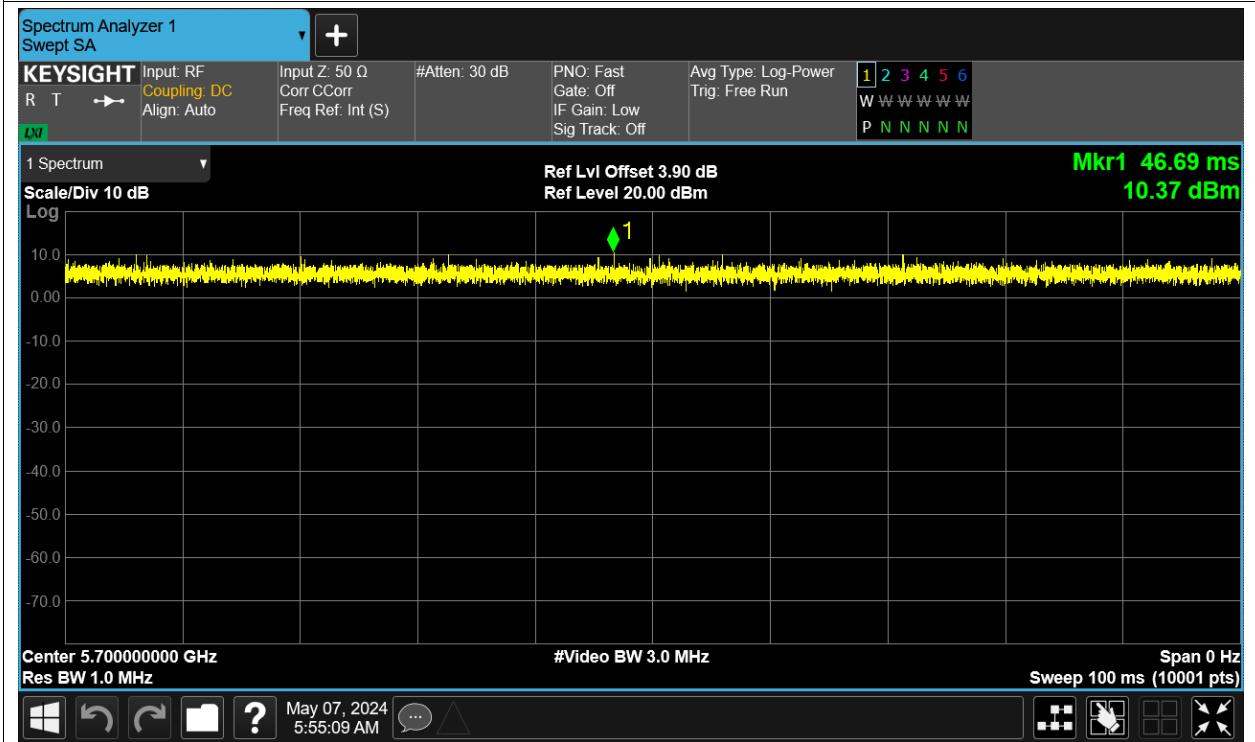 Spectrum Analyzer 1
Swept SA
KEYSIGHT
R T
LXI
Input: RF
Coupling: DC
Align: Auto
Input Z: 50 Ω
Corr CCorr
Freq Ref: Int (S)
#Atten: 30 dB
PNO: Fast
Gate: Off
IF Gain: Low
Sig Track: Off
Avg Type: Log-Power
Trig: Free Run
1 2 3 4 5 6
W W W W W W
P N N N N N
1 Spectrum
Scale/Div 10 dB
Log
Ref Lvl Offset 3.90 dB
Ref Level 20.00 dBm
Mkr1 46.69 ms
10.37 dBm
1
10.0
0.00
-10.0
-20.0
-30.0
-40.0
-50.0
-60.0
-70.0
Center 5.700000000 GHz
#Video BW 3.0 MHz
Span 0 Hz
Res BW 1.0 MHz
Sweep 100 ms (10001 pts)
?
May 07, 2024
5:55:09 AM